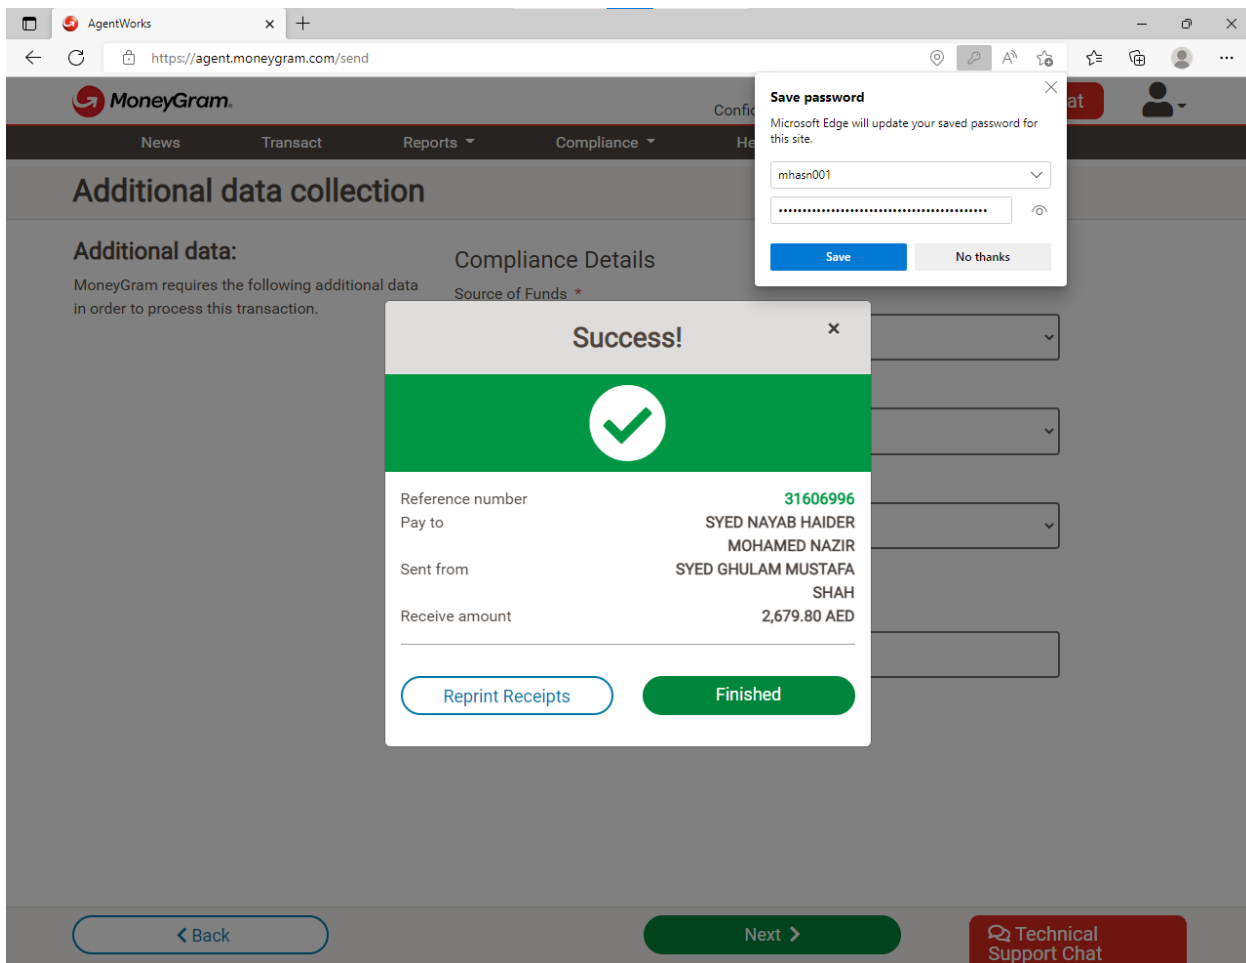 AgentWorks
https://agent.moneygram.com/send
MoneyGram.
News Transact Reports Compliance
Additional data collection
Additional data:
MoneyGram requires the following additional data
in order to process this transaction.
Compliance Details
Source of Funds *
Save password
Microsoft Edge will update your saved password for
this site.
mhasn001
Save No thanks
Success!
Reference number 31606996
Pay to SYED NAYAB HAIDER
MOHAMED NAZIR
Sent from SYED GHULAM MUSTAFA
SHAH
Receive amount 2,679.80 AED
Reprint Receipts Finished
Back Next Technical
Support Chat